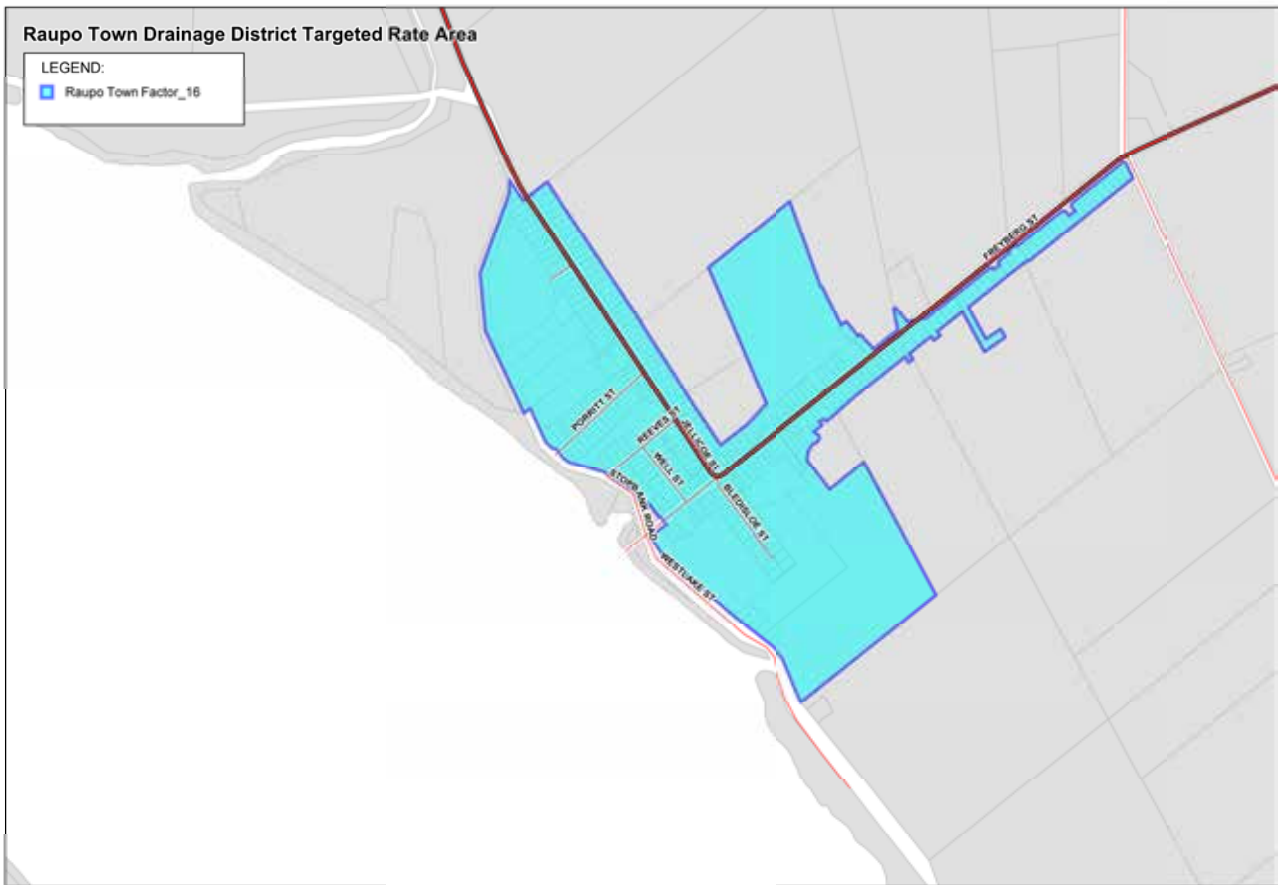 Raupo Town Drainage District Targeted Rate Area
LEGEND:
Raupo Town Factor_16
FREYBERG ST
PORRITT ST
REEVES ST
JELLICOE ST
WELL ST
STOPBANK ROAD
BLEDISLOE ST
WESTLAKE ST